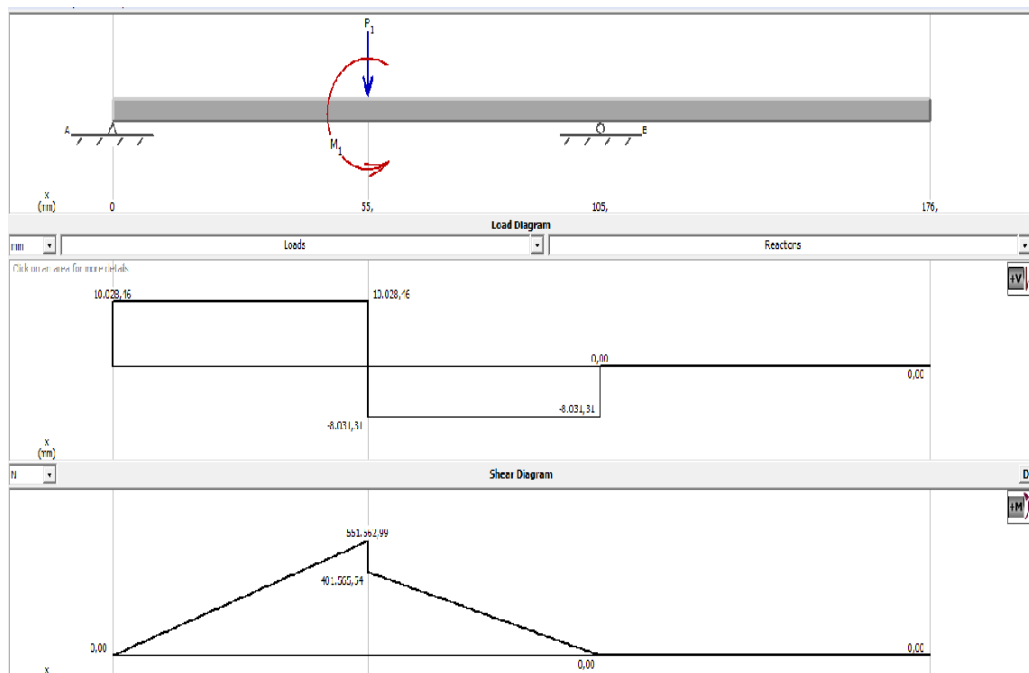 P1
A
B
M1
x
(mm)
0
55,
105,
176,
Load Diagram
mm
Loads
Reactions
Click on an area for more details
+V
10.028,46
10.028,46
0,00
0,00
-8.031,31
-8.031,31
x
(mm)
N
Shear Diagram
D
+M
551.562,99
401.565,54
0,00
0,00
0,00
x